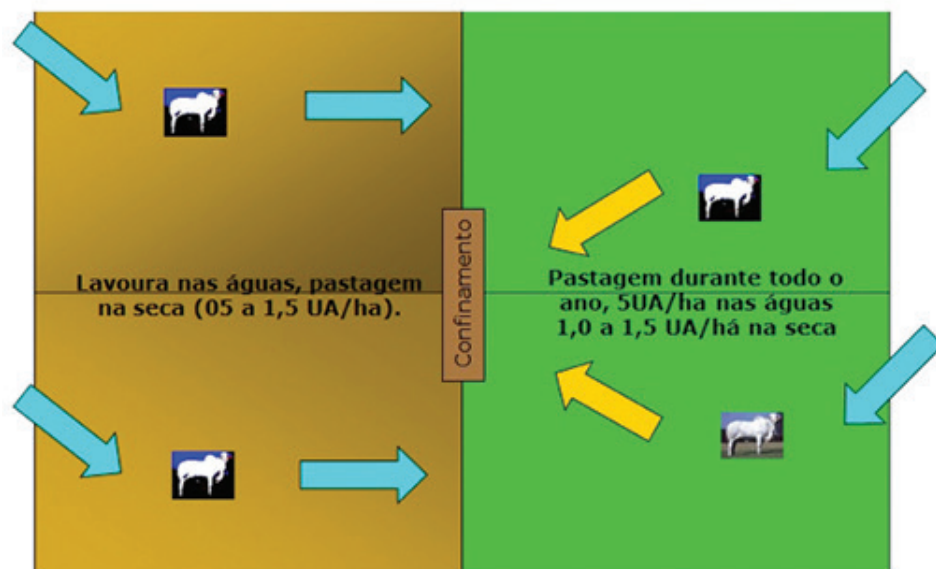 Lavoura nas águas, pastagem
na seca (05 a 1,5 UA/ha).
Confinamento
Pastagem durante todo o
ano, 5UA/ha nas águas
1,0 a 1,5 UA/há na seca